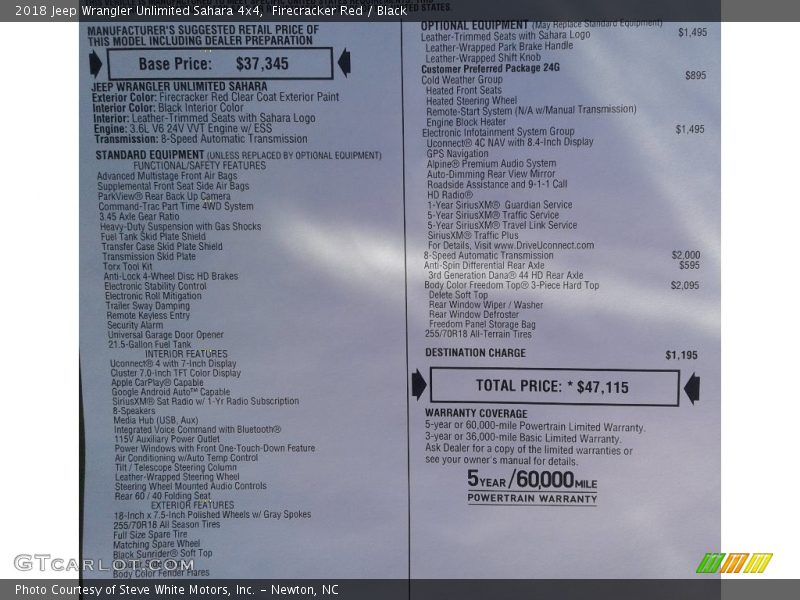 2018 Jeep Wrangler Unlimited Sahara 4x4, Firecracker Red / Black
MANUFACTURER'S SUGGESTED RETAIL PRICE OF
THIS MODEL INCLUDING DEALER PREPARATION
Base Price: $37,345
JEEP WRANGLER UNLIMITED SAHARA
Exterior Color: Firecracker Red Clear Coat Exterior Paint
Interior Color: Black Interior Color
Interior: Leather-Trimmed Seats with Sahara Logo
Engine: 3.6L V6 24V VVT Engine w/ ESS
Transmission: 8-Speed Automatic Transmission
STANDARD EQUIPMENT (UNLESS REPLACED BY OPTIONAL EQUIPMENT)
FUNCTIONAL/SAFETY FEATURES
Advanced Multistage Front Air Bags
Supplemental Front Seat Side Air Bags
ParkView® Rear Back Up Camera
Command-Trac Part Time 4WD System
3.45 Axle Gear Ratio
Heavy-Duty Suspension with Gas Shocks
Fuel Tank Skid Plate Shield
Transfer Case Skid Plate Shield
Transmission Skid Plate
Torx Tool Kit
Anti-Lock 4-Wheel Disc HD Brakes
Electronic Stability Control
Electronic Roll Mitigation
Trailer Sway Damping
Remote Keyless Entry
Security Alarm
Universal Garage Door Opener
21.5-Gallon Fuel Tank
INTERIOR FEATURES
Uconnect® 4 with 7-Inch Display
Cluster 7.0-Inch TFT Color Display
Apple CarPlay® Capable
Google Android Auto™ Capable
SiriusXM® Sat Radio w/ 1-Yr Radio Subscription
8-Speakers
Media Hub (USB, Aux)
Integrated Voice Command with Bluetooth®
115V Auxiliary Power Outlet
Power Windows with Front One-Touch-Down Feature
Air Conditioning w/Auto Temp Control
Tilt / Telescope Steering Column
Leather-Wrapped Steering Wheel
Steering Wheel Mounted Audio Controls
Rear 60 / 40 Folding Seat
EXTERIOR FEATURES
18-Inch x 7.5-Inch Polished Wheels w/ Gray Spokes
255/70R18 All Season Tires
Full Size Spare Tire
Matching Spare Wheel
Black Sunrider® Soft Top
Body Color Fender Flares
OPTIONAL EQUIPMENT (May Replace Standard Equipment)
Leather-Trimmed Seats with Sahara Logo $1,495
Leather-Wrapped Park Brake Handle
Leather-Wrapped Shift Knob
Customer Preferred Package 24G
Cold Weather Group $895
Heated Front Seats
Heated Steering Wheel
Remote-Start System (N/A w/Manual Transmission)
Engine Block Heater
Electronic Infotainment System Group $1,495
Uconnect® 4C NAV with 8.4-Inch Display
GPS Navigation
Alpine® Premium Audio System
Auto-Dimming Rear View Mirror
Roadside Assistance and 9-1-1 Call
HD Radio®
1-Year SiriusXM® Guardian Service
5-Year SiriusXM® Traffic Service
5-Year SiriusXM® Travel Link Service
SiriusXM® Traffic Plus
For Details, Visit www.DriveUconnect.com
8-Speed Automatic Transmission $2,000
Anti-Spin Differential Rear Axle $595
3rd Generation Dana® 44 HD Rear Axle
Body Color Freedom Top® 3-Piece Hard Top $2,095
Delete Soft Top
Rear Window Wiper / Washer
Rear Window Defroster
Freedom Panel Storage Bag
255/70R18 All-Terrain Tires
DESTINATION CHARGE $1,195
TOTAL PRICE: * $47,115
WARRANTY COVERAGE
5-year or 60,000-mile Powertrain Limited Warranty.
3-year or 36,000-mile Basic Limited Warranty.
Ask Dealer for a copy of the limited warranties or
see your owner's manual for details.
5 YEAR / 60,000 MILE
POWERTRAIN WARRANTY
GTcarlot.com
Photo Courtesy of Steve White Motors, Inc. – Newton, NC